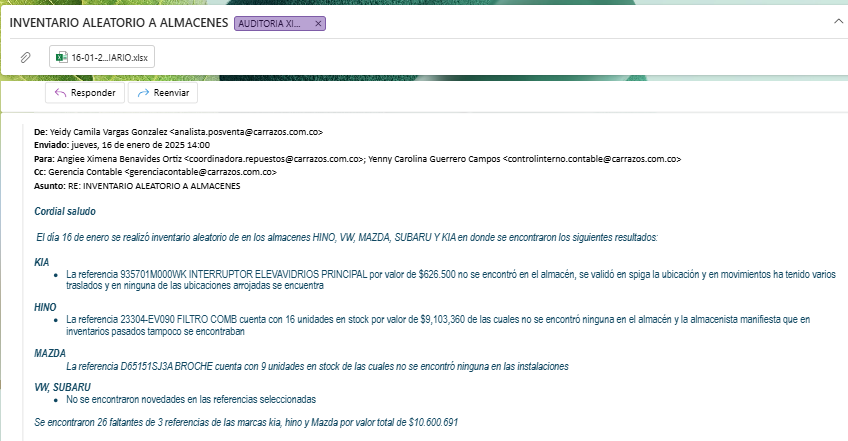 INVENTARIO ALEATORIO A ALMACENES AUDITORIA XI... ×
16-01-2...IARIO.xlsx
Responder Reenviar
De: Yeidy Camila Vargas Gonzalez <analista.posventa@carrazos.com.co>
Enviado: jueves, 16 de enero de 2025 14:00
Para: Angiee Ximena Benavides Ortiz <coordinadora.repuestos@carrazos.com.co>; Yenny Carolina Guerrero Campos <controlinterno.contable@carrazos.com.co>
Cc: Gerencia Contable <gerenciacontable@carrazos.com.co>
Asunto: RE: INVENTARIO ALEATORIO A ALMACENES
Cordial saludo
El día 16 de enero se realizó inventario aleatorio de en los almacenes HINO, VW, MAZDA, SUBARU Y KIA en donde se encontraron los siguientes resultados:
KIA
• La referencia 935701M000WK INTERRUPTOR ELEVAVIDRIOS PRINCIPAL por valor de $626.500 no se encontró en el almacén, se validó en spiga la ubicación y en movimientos ha tenido varios
traslados y en ninguna de las ubicaciones arrojadas se encuentra
HINO
• La referencia 23304-EV090 FILTRO COMB cuenta con 16 unidades en stock por valor de $9,103,360 de las cuales no se encontró ninguna en el almacén y la almacenista manifiesta que en
inventarios pasados tampoco se encontraban
MAZDA
La referencia D65151SJ3A BROCHE cuenta con 9 unidades en stock de las cuales no se encontró ninguna en las instalaciones
VW, SUBARU
• No se encontraron novedades en las referencias seleccionadas
Se encontraron 26 faltantes de 3 referencias de las marcas kia, hino y Mazda por valor total de $10.600.691